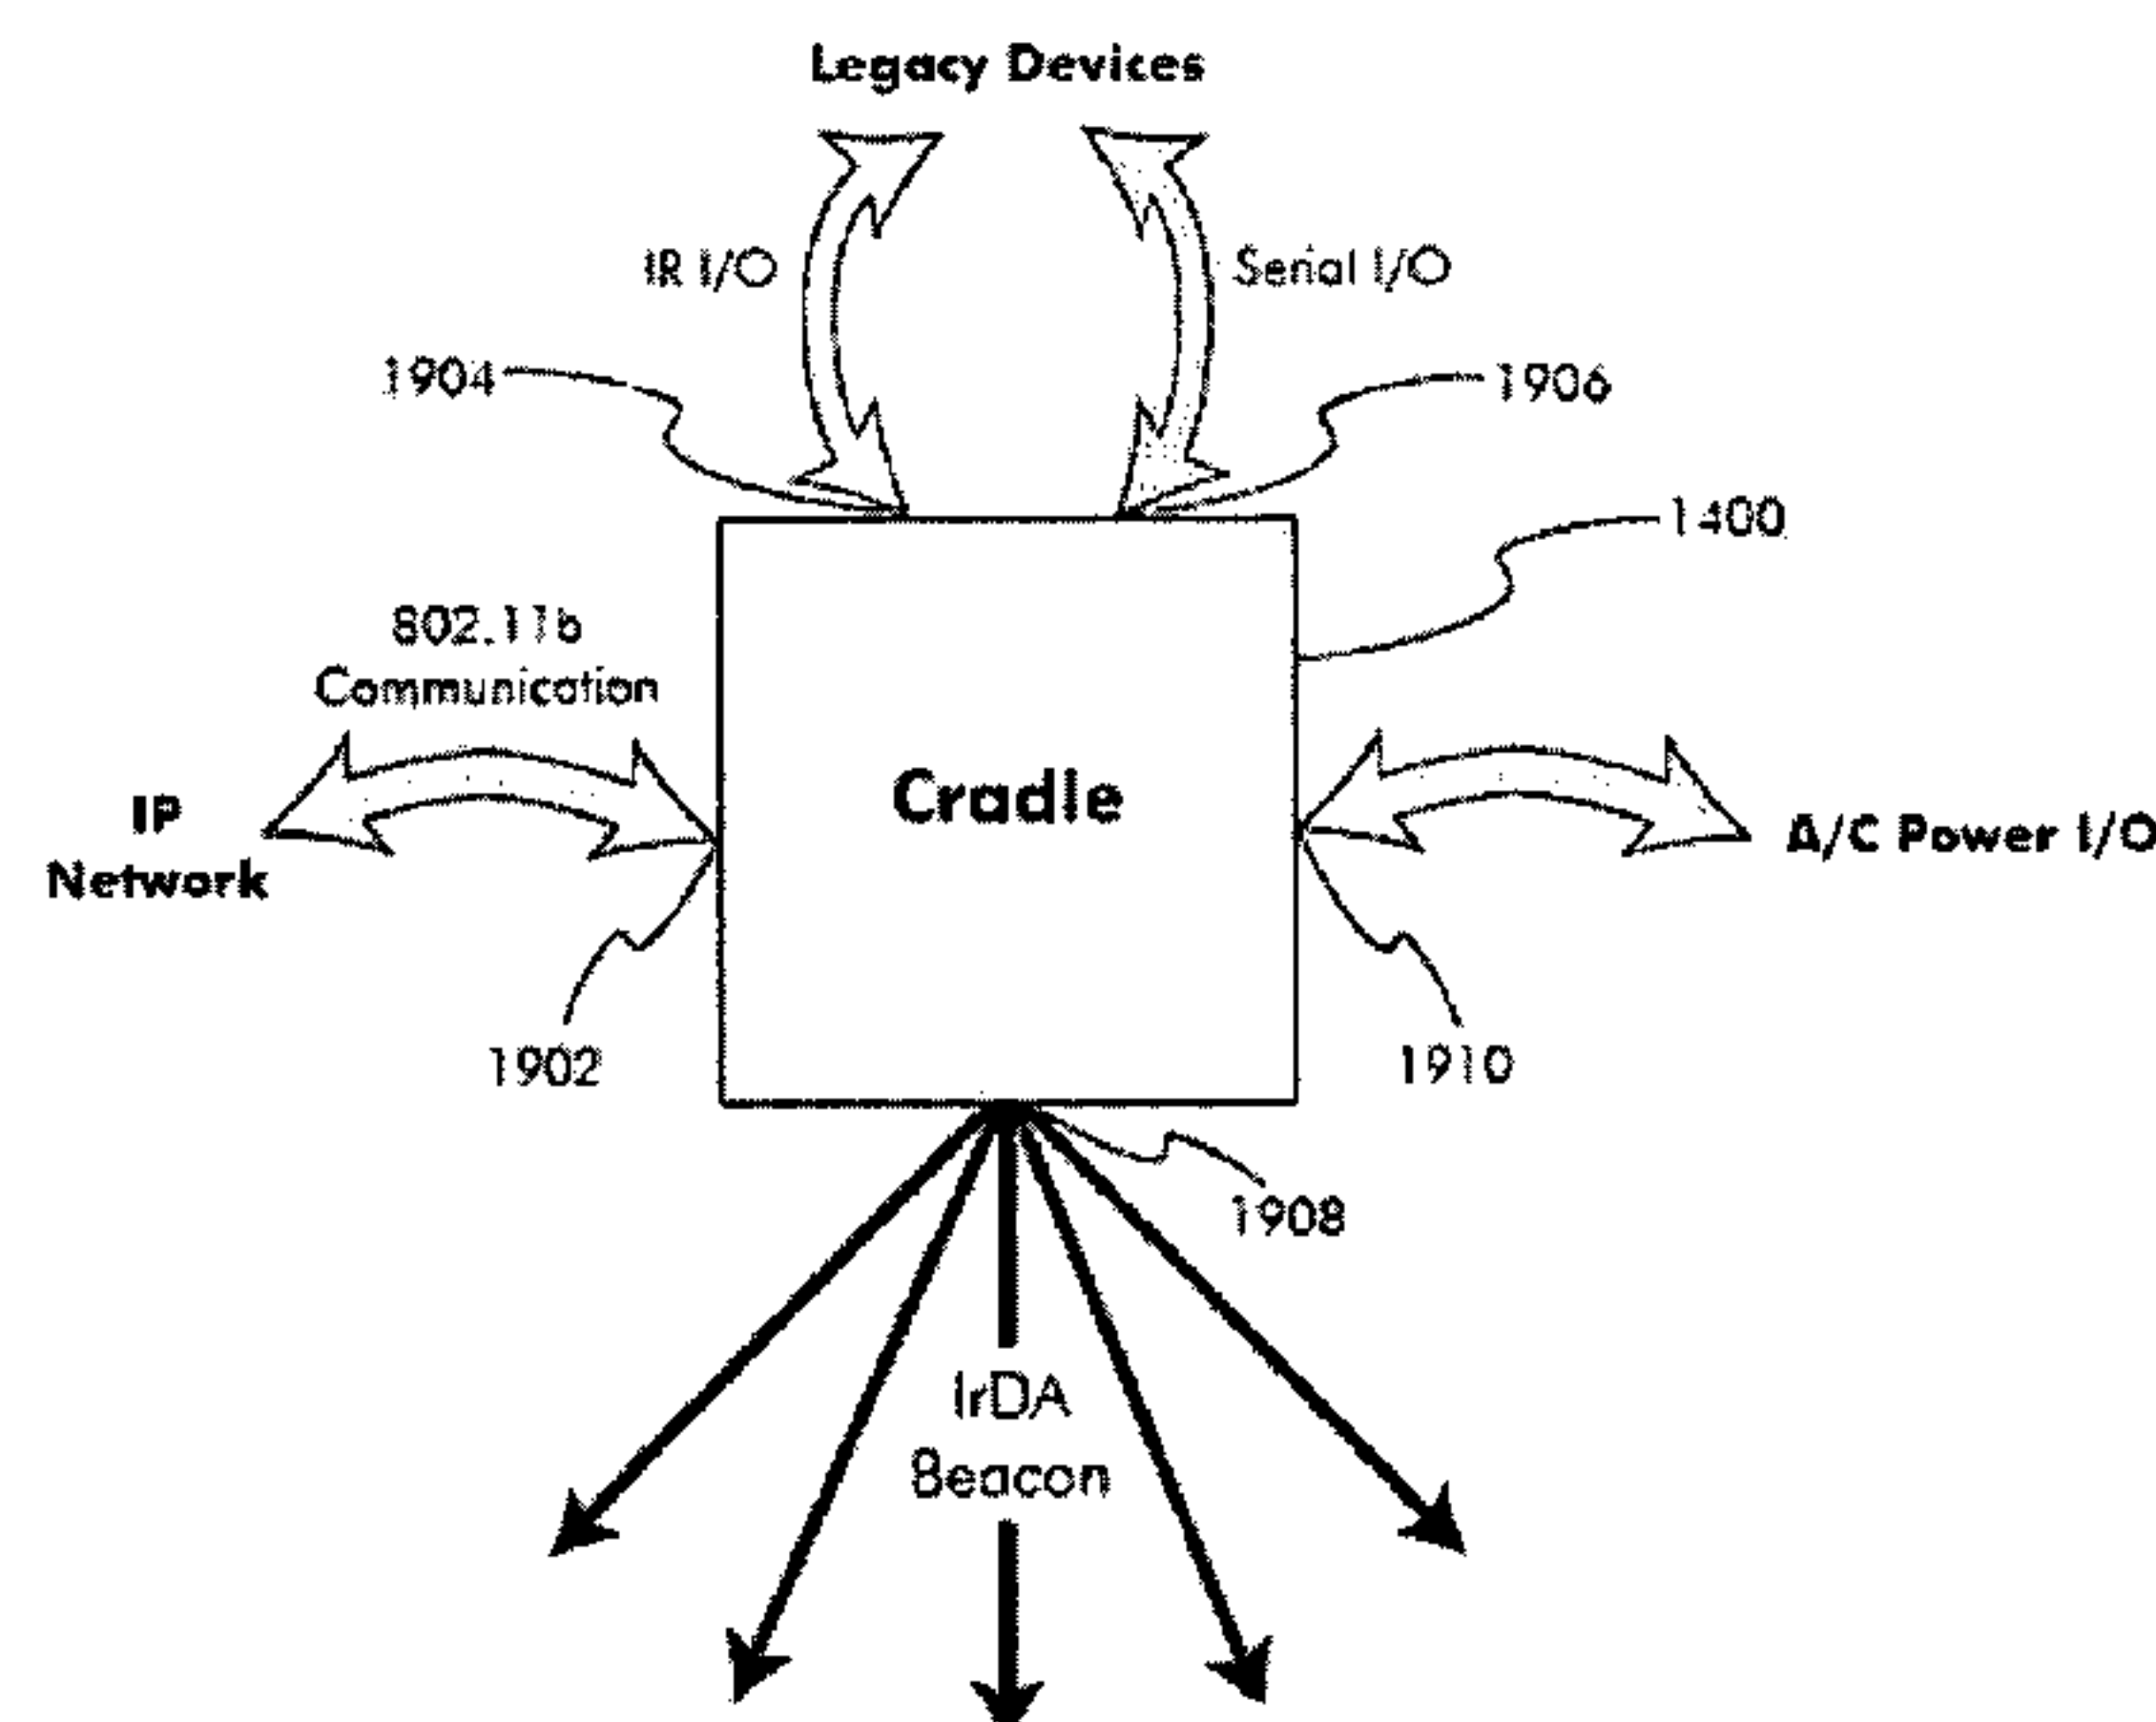 Legacy Devices
IR I/O
Serial I/O
1904
1906
1400
802.11b
Communication
Cradle
IP
Network
A/C Power I/O
1902
1910
1908
IrDA
Beacon